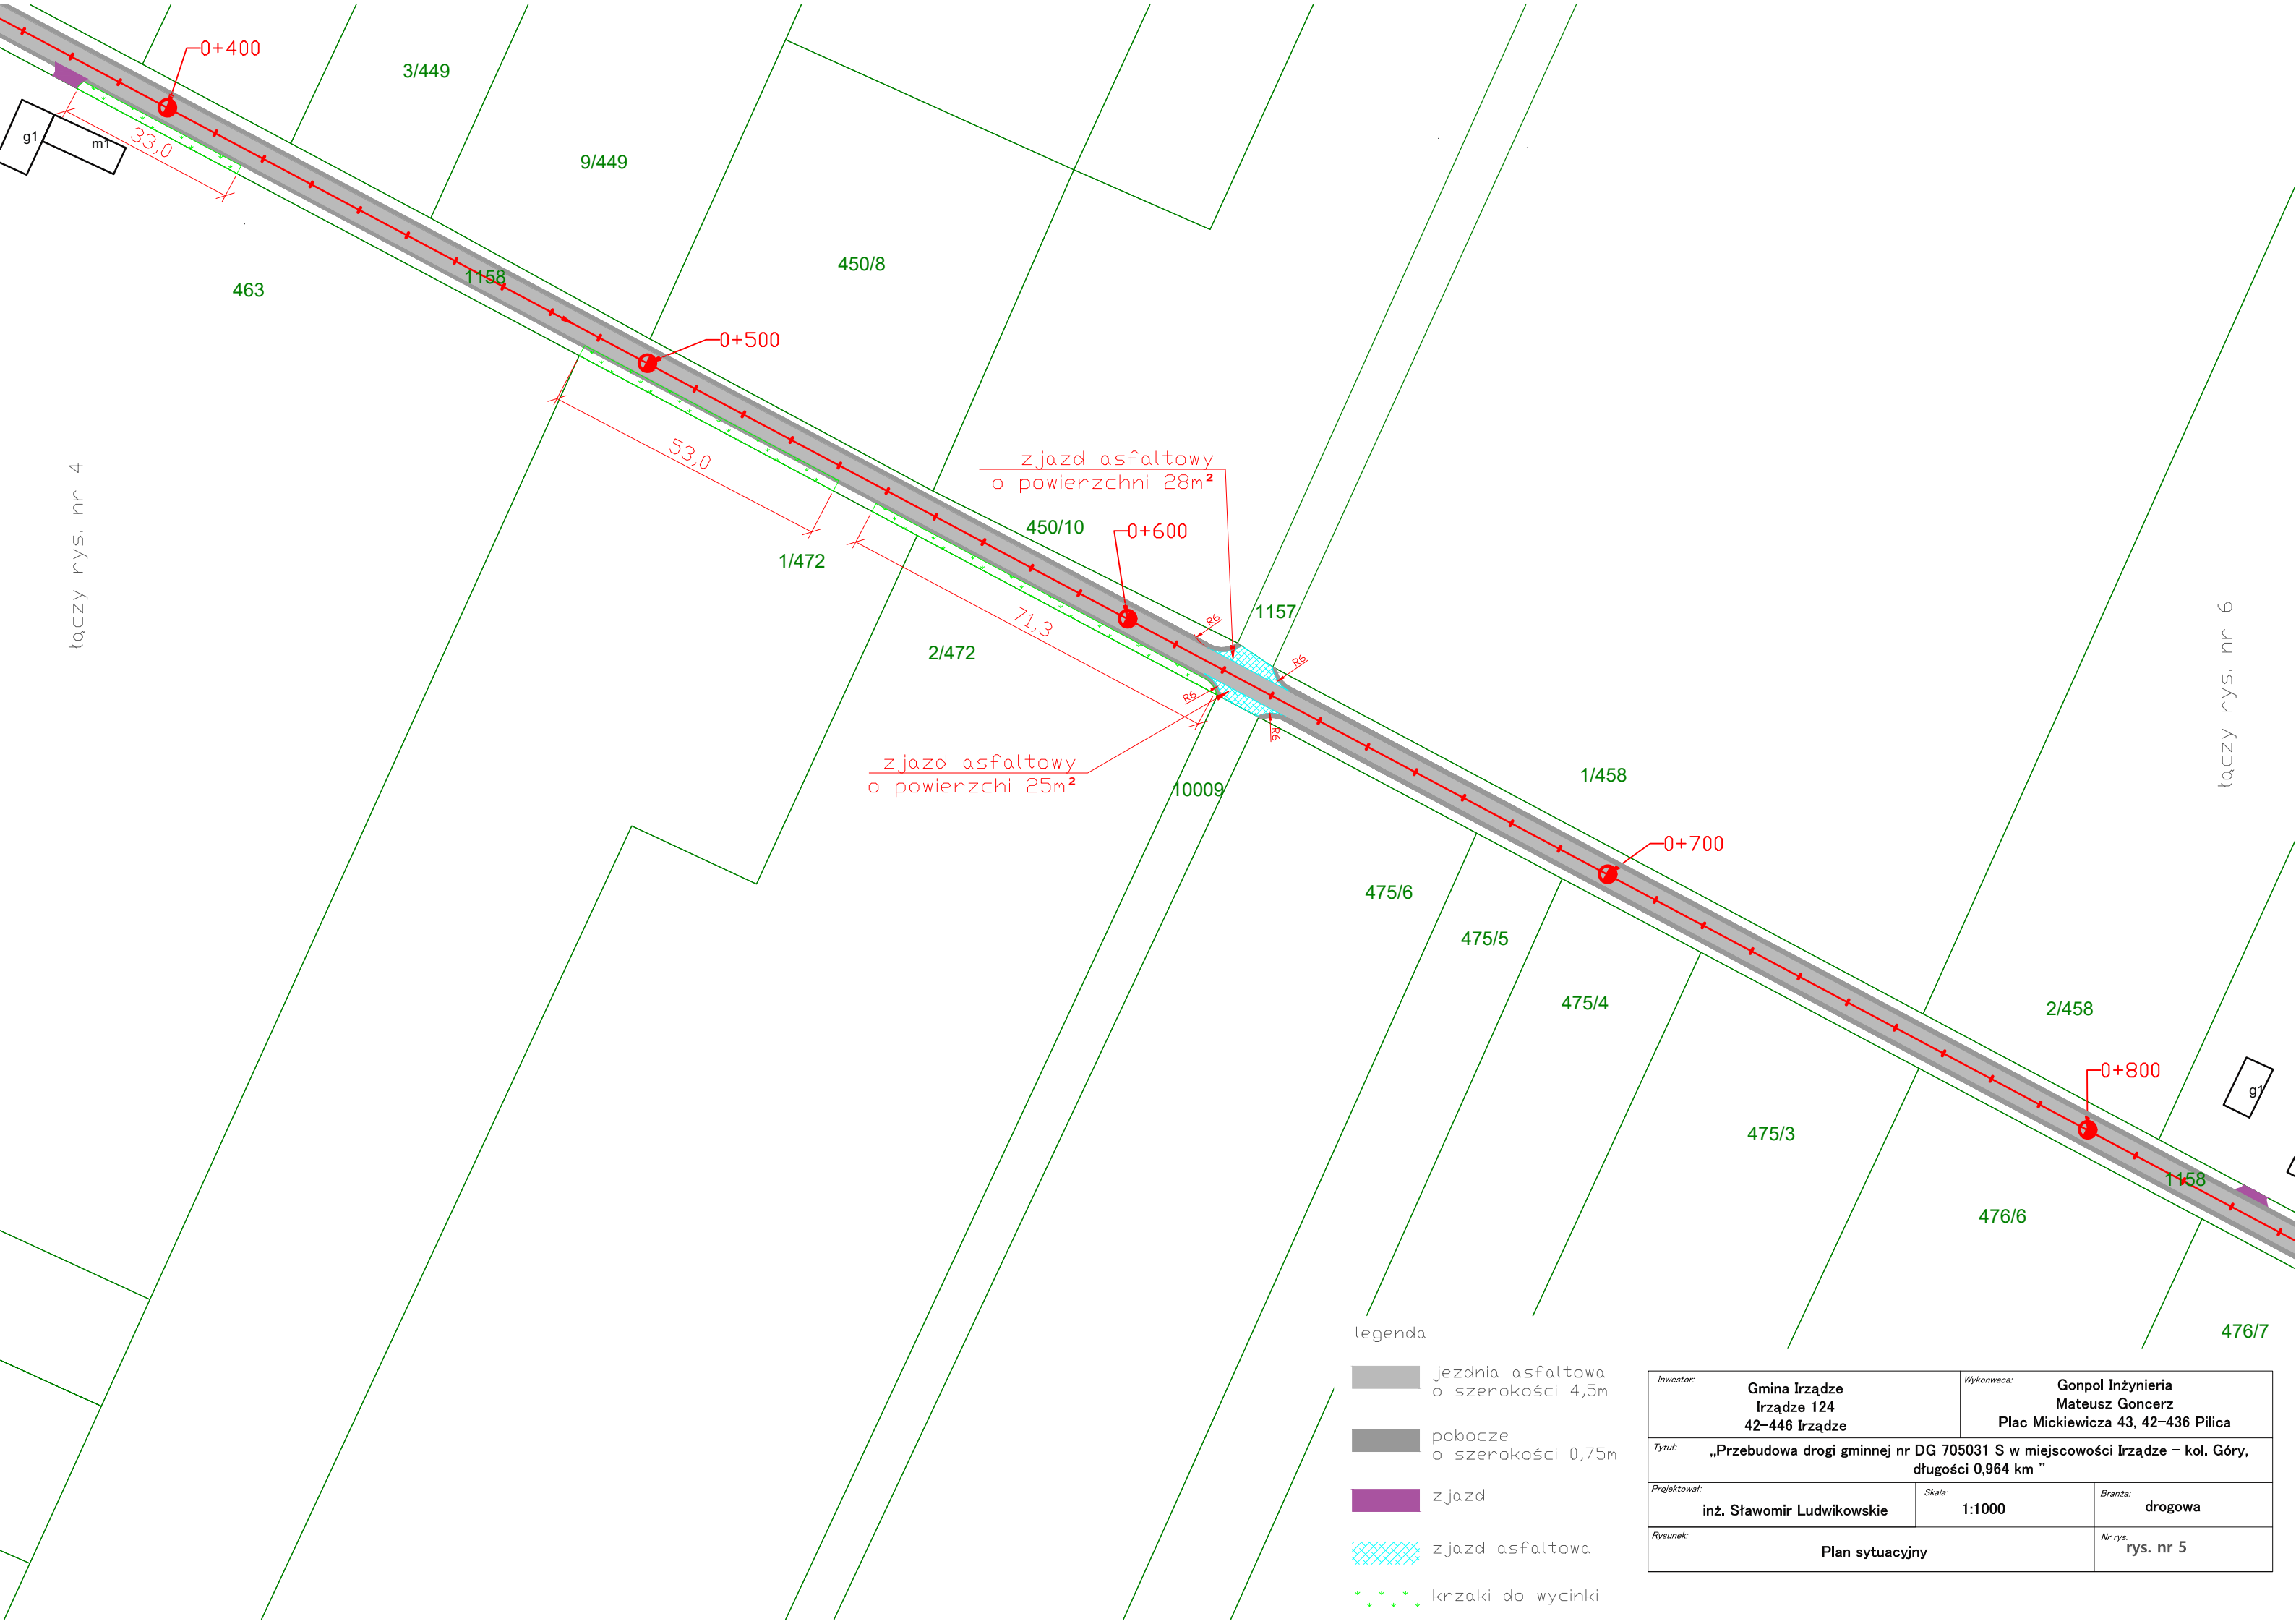 0+400
3/449
g1
m1
33,0
9/449
450/8
463
1158
0+500
53,0
zjazd asfaltowy
o powierzchni 28m²
450/10
0+600
1/472
1157
R6
71,3
2/472
R6
R6
R6
zjazd asfaltowy
o powierzchi 25m²
10009
1/458
łączy rys. nr 4
łączy rys. nr 6
0+700
475/6
475/5
475/4
2/458
0+800
g1
475/3
1158
476/6
476/7
legenda
jezdnia asfaltowa
o szerokości 4,5m
pobocze
o szerokości 0,75m
zjazd
zjazd asfaltowa
krzaki do wycinki
Inwestor:
Gmina Irządze
Irządze 124
42-446 Irządze
Wykonwaca:
Gonpol Inżynieria
Mateusz Goncerz
Plac Mickiewicza 43, 42-436 Pilica
Tytuł:
„Przebudowa drogi gminnej nr DG 705031 S w miejscowości Irządze - kol. Góry,
długości 0,964 km ”
Projektował:
inż. Sławomir Ludwikowskie
Skala:
1:1000
Branża:
drogowa
Rysunek:
Plan sytuacyjny
Nr rys.
rys. nr 5